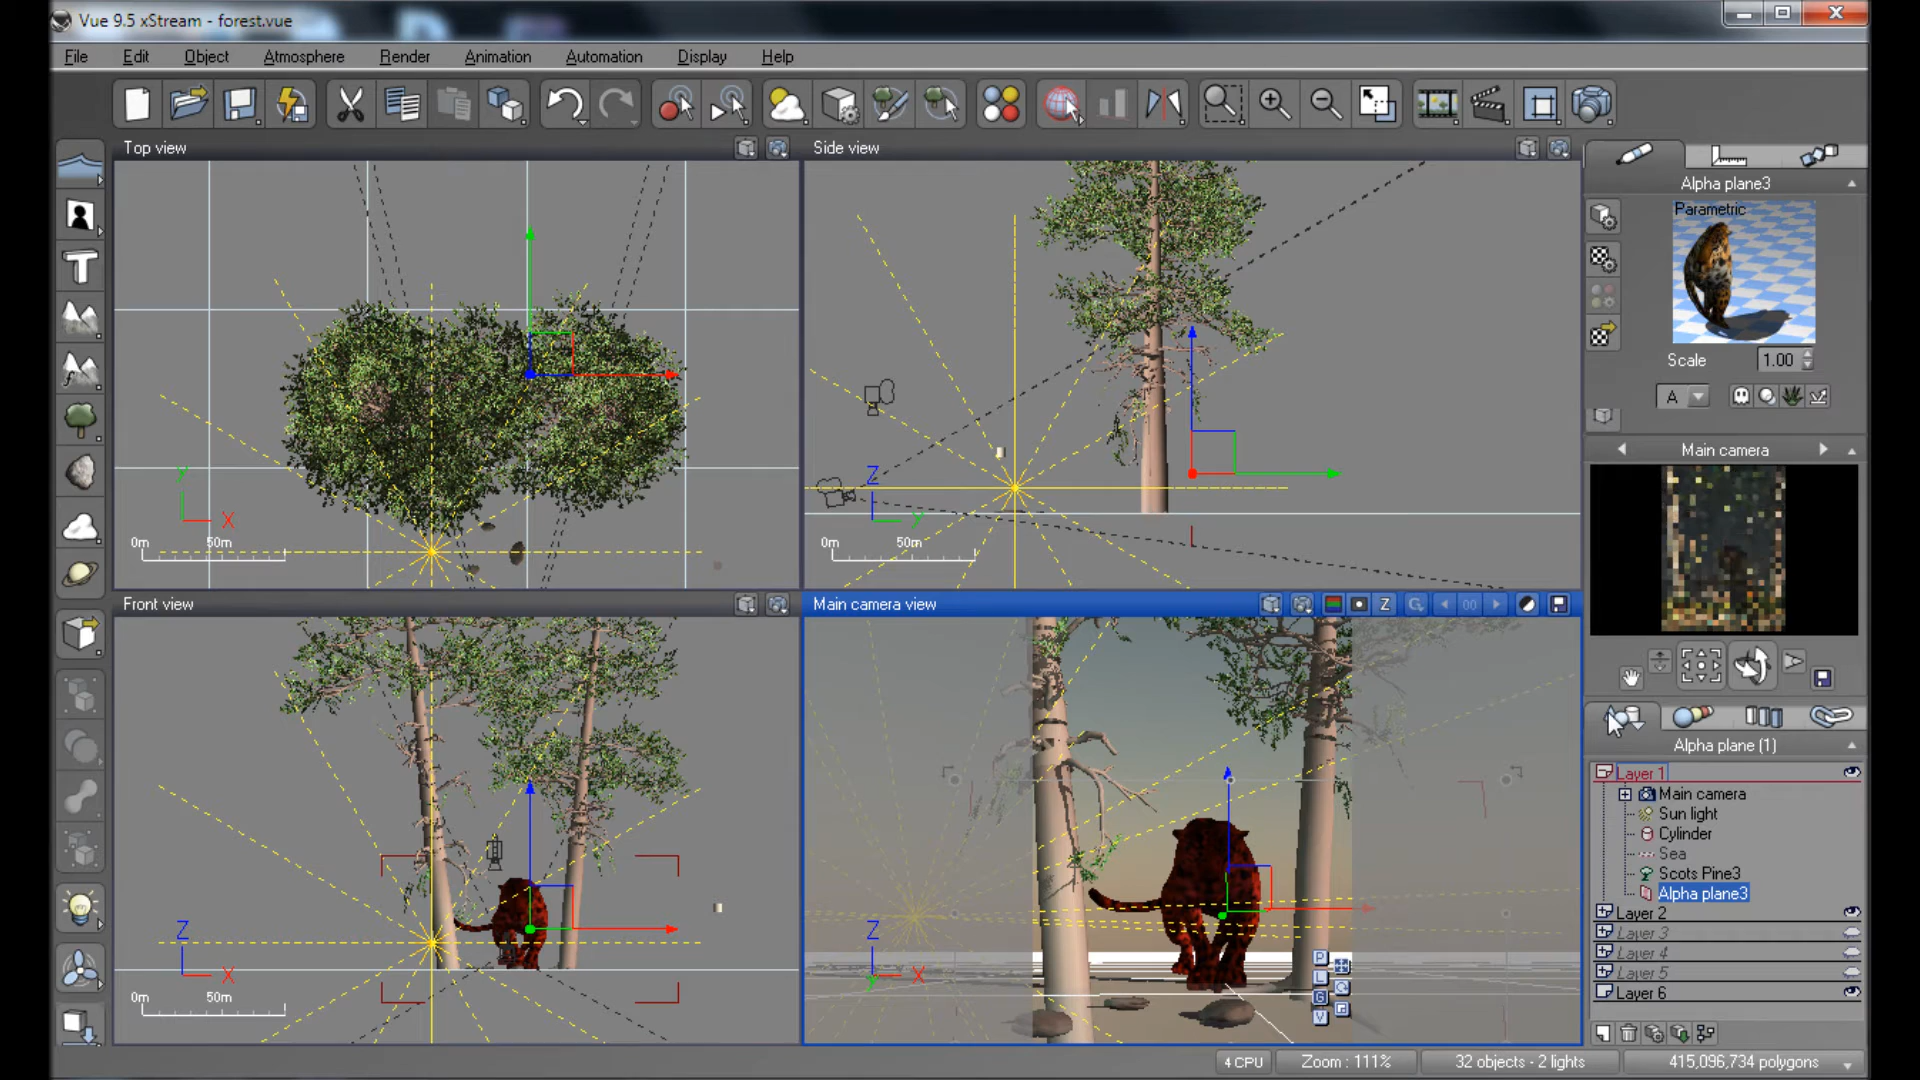 Vue 9.5 xStream - forest.vue
File Edit Object Atmosphere Render Animation Automation Display Help
Top view
Side view
Alpha plane3
Parametric
Scale 1.00
A
Main camera
Y
X
0m 50m
Z
Y
0m 50m
Front view
Main camera view
Z
00
Alpha plane (1)
Layer 1
Main camera
Sun light
Cylinder
Sea
Scots Pine3
Alpha plane3
Layer 2
Layer 3
Layer 4
Layer 5
Layer 6
Z
X
0m 50m
Z
Y
X
P
L
G
V
4 CPU
Zoom : 111%
32 objects - 2 lights
415,096,734 polygons